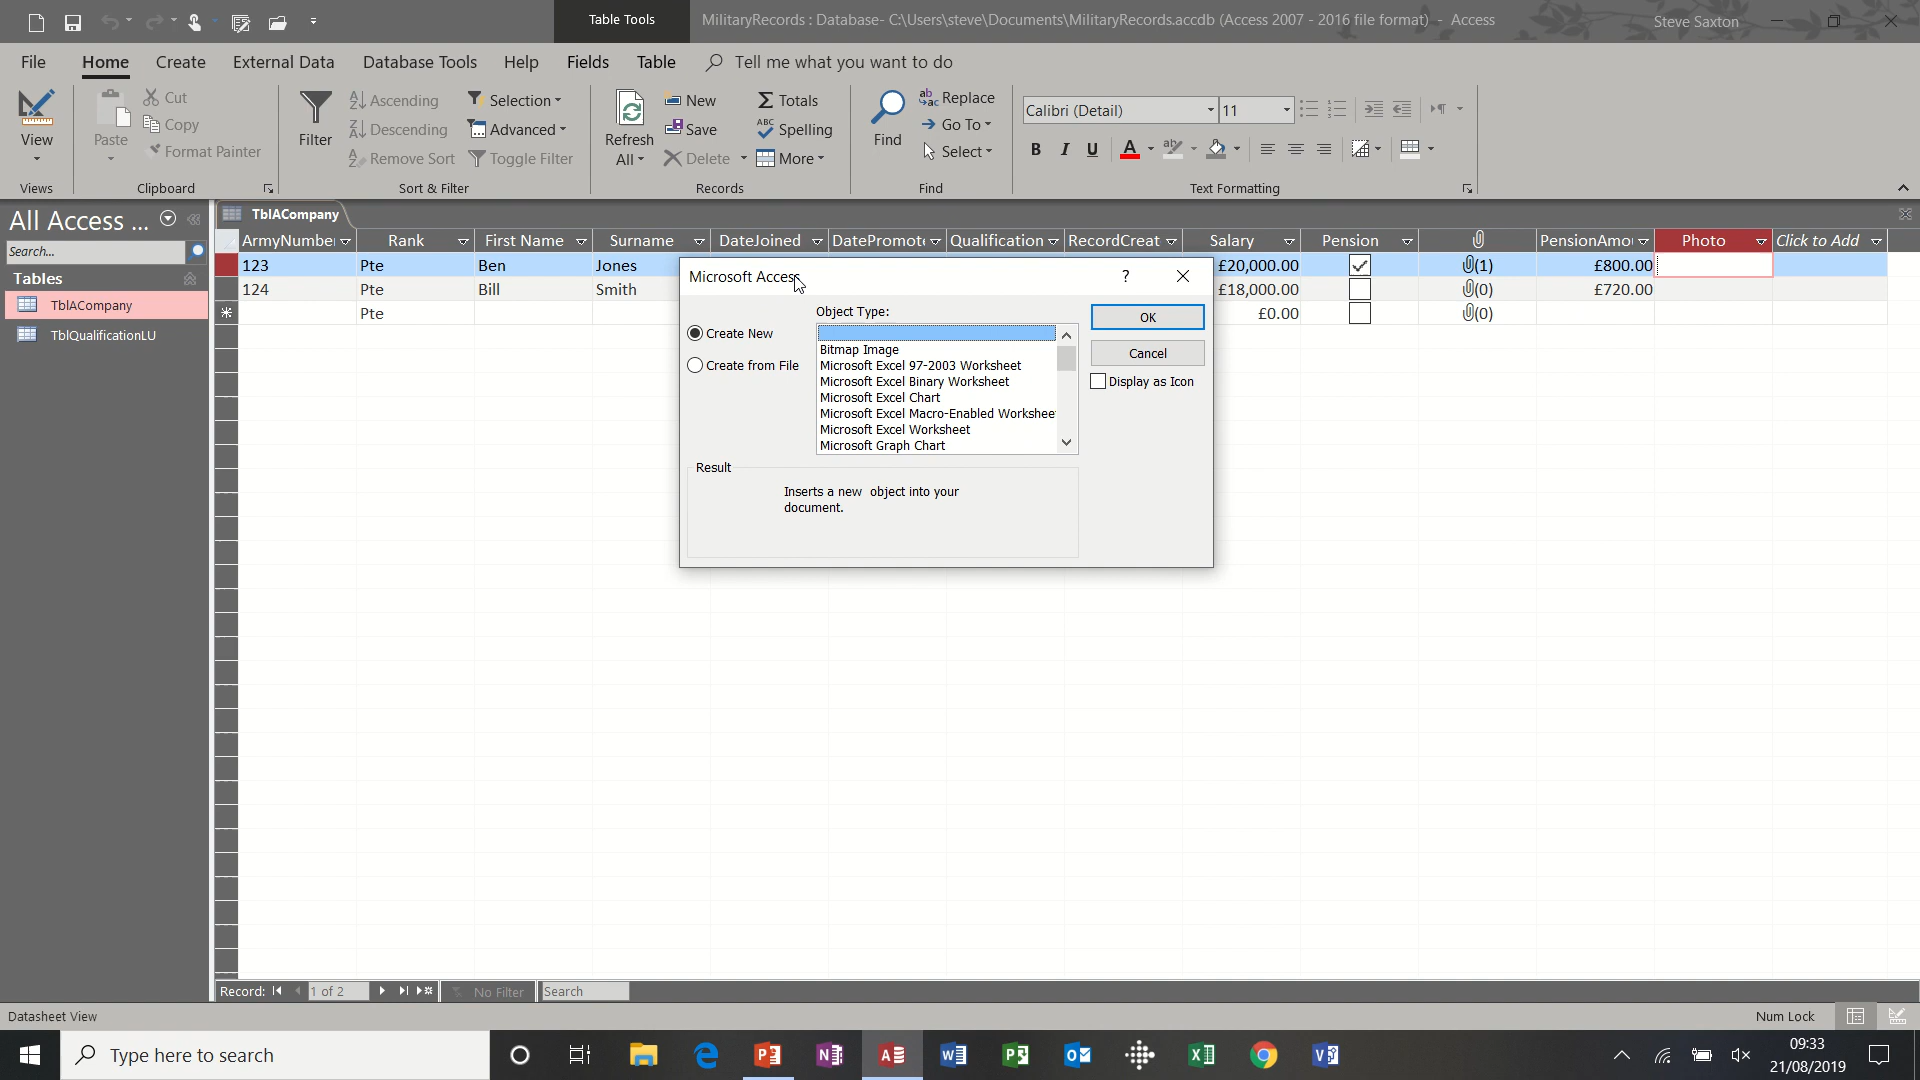 Table Tools
MilitaryRecords : Database- C:\Users\steve\Documents\MilitaryRecords.accdb (Access 2007 - 2016 file format) - Access
Steve Saxton
File Home Create External Data Database Tools Help Fields Table Tell me what you want to do
View
Views
Paste
Cut
Copy
Format Painter
Clipboard
Filter
Ascending
Descending
Remove Sort
Selection
Advanced
Toggle Filter
Sort & Filter
Refresh
All
New
Save
Delete
Totals
Spelling
More
Records
Find
Replace
Go To
Select
Find
Calibri (Detail) 11
B I U A
Text Formatting
All Access ...
Search...
Tables
TblACompany
TblQualificationLU
TblACompany
ArmyNumber Rank First Name Surname DateJoined DatePromot Qualification RecordCreat Salary Pension PensionAmou Photo Click to Add
123 Pte Ben Jones £20,000.00 (1) £800.00
124 Pte Bill Smith £18,000.00 (0) £720.00
Pte £0.00 (0)
Microsoft Access
?
Create New
Create from File
Object Type:
Bitmap Image
Microsoft Excel 97-2003 Worksheet
Microsoft Excel Binary Worksheet
Microsoft Excel Chart
Microsoft Excel Macro-Enabled Workshee
Microsoft Excel Worksheet
Microsoft Graph Chart
OK
Cancel
Display as Icon
Result
Inserts a new object into your
document.
Record: 1 of 2 No Filter Search
Datasheet View
Num Lock
Type here to search
09:33
21/08/2019